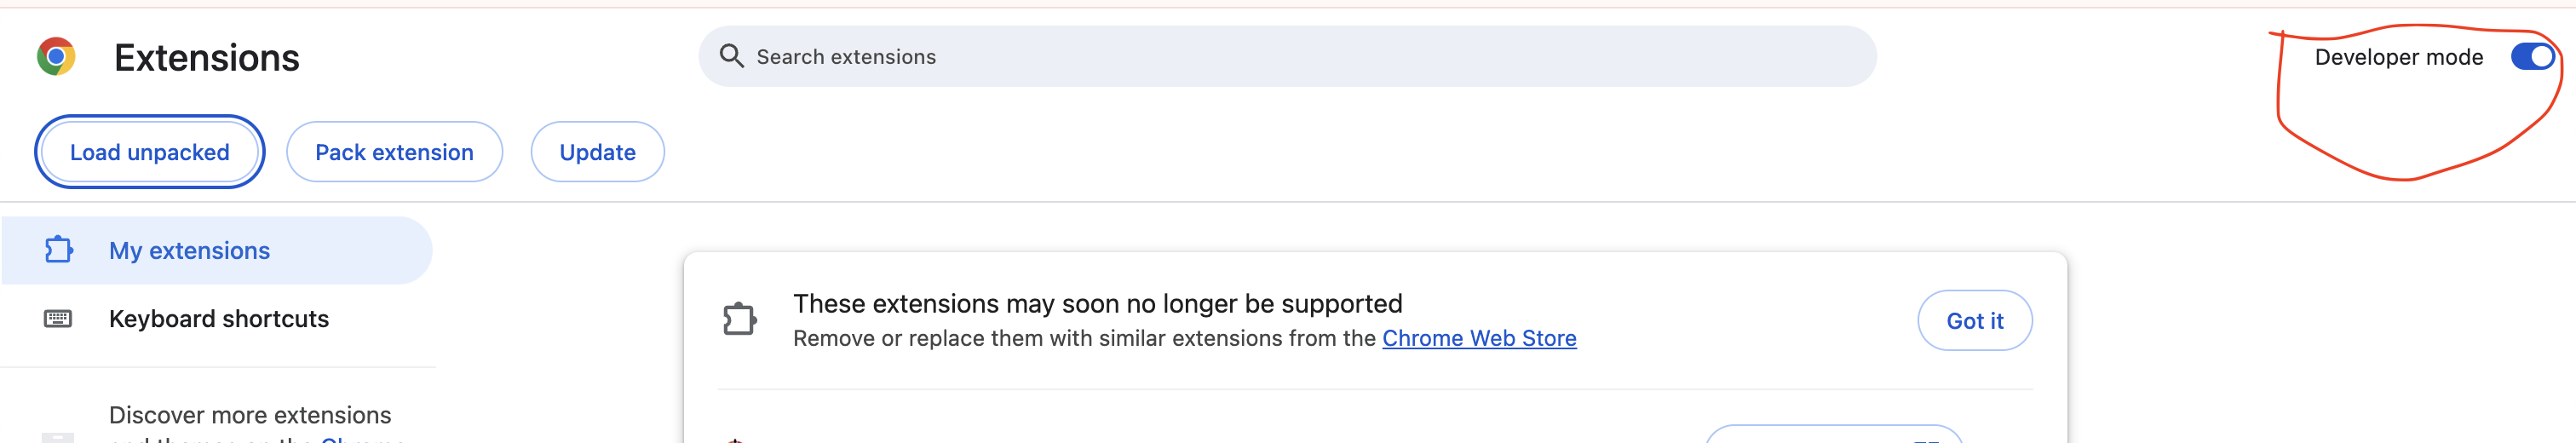 Extensions
Search extensions
Developer mode
Load unpacked
Pack extension
Update
My extensions
Keyboard shortcuts
Discover more extensions
These extensions may soon no longer be supported
Remove or replace them with similar extensions from the Chrome Web Store
Got it